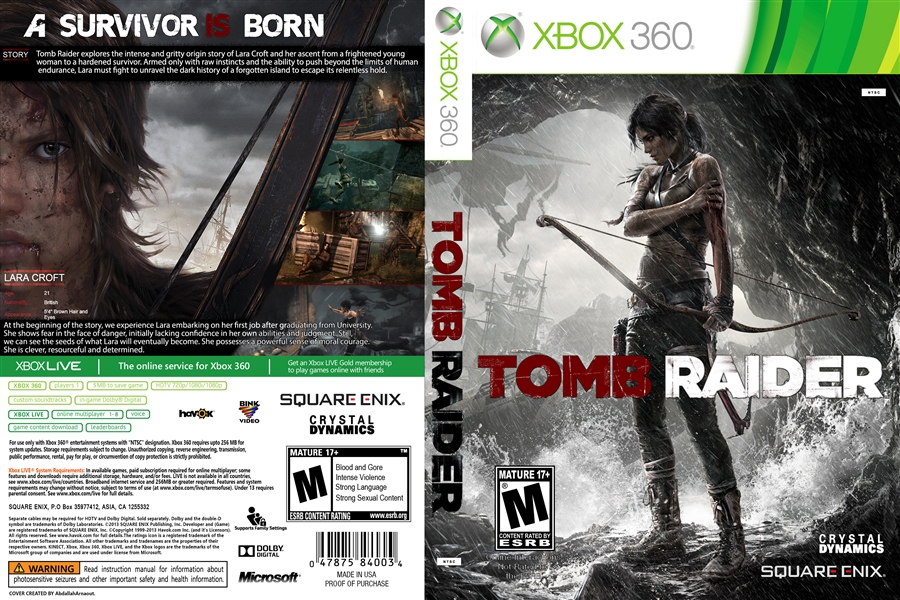 A SURVIVOR IS BORN
STORY
Tomb Raider explores the intense and gritty origin story of Lara Croft and her ascent from a frightened young
woman to a hardened survivor. Armed only with raw instincts and the ability to push beyond the limits of human
endurance, Lara must fight to unravel the dark history of a forgotten island to escape its relentless hold.
LARA CROFT
Age: 21
Nationality: British
5'4" Brown Hair and
Eyes
At the beginning of the story, we experience Lara embarking on her first job after graduating from University.
She shows fear in the face of danger, initially lacking confidence in her own abilities and judgment. Still,
we can see the seeds of what Lara will eventually become. She possesses a powerful sense of moral courage.
She is clever, resourceful and determined.
XBOX LIVE
The online service for Xbox 360
Get an Xbox LIVE Gold membership
to play games online with friends
XBOX 360 players 1 5 MB to save game HDTV 720p/1080i/1080p
custom soundtracks in-game Dolby® Digital
XBOX LIVE online multiplayer 1-8 voice
game content download leaderboards
havok
BINK
VIDEO
SQUARE ENIX®
CRYSTAL
DYNAMICS
For use only with Xbox 360® entertainment systems with "NTSC" designation. Xbox 360 requires upto 256 MB for
system updates. Storage requirements subject to change. Unauthorized copying, reverse engineering, transmission,
public performance, rental, pay for play, or circumvention of copy protection is strictly prohibited.
Xbox LIVE® System Requirements: In available games, paid subscription required for online multiplayer; some
features and downloads require additional storage, hardware, and/or fees. LIVE is not available in all countries,
see www.xbox.com/live/countries. Broadband internet service and 256MB or greater required. Features and system
requirements may change without notice, subject to terms of use (at www.xbox.com/live/termsofuse). Under 13 requires
parental consent. See www.xbox.com/live for full details.
SQUARE ENIX, P.O Box 35977412, ASIA, CA 1255332
Separate cables may be required for HDTV and Dolby Digital. Sold separately. Dolby and the double-D
symbol are trademarks of Dolby Laboratories. ©2013 SQUARE ENIX Publishing, Inc. Developer (and Game)
are registered trademarks of SQUARE ENIX, Inc. ©Copyright 1999-2013 Havok.com Inc. (and It's Licensors).
All rights reserved. See www.havok.com for full details.The ratings icon is a registered trademark of the
Entertainment Software Association. All other trademarks and tradenames are the properties of their
respective owners. KINECT, Xbox, Xbox 360, Xbox LIVE, and the Xbox logos are the trademarks of the
Microsoft group of companies and are used under license from Microsoft.
Supports Family Settings
DOLBY
DIGITAL
WARNING Read instruction manual for information about
photosensitive seizures and other important safety and health information.
Microsoft®
COVER CREATED BY AbdallahArnaout.
MATURE 17+
M
Blood and Gore
Intense Violence
Strong Language
Strong Sexual Content
ESRB CONTENT RATING www.esrb.org
0 47875 84003 4
MADE IN USA
PROOF OF PURCHASE
XBOX 360.
TOMB RAIDER
NTSC
XBOX 360.
NTSC
TOMB RAIDER
MATURE 17+
M
CONTENT RATED BY
ESRB
CRYSTAL
DYNAMICS
SQUARE ENIX.